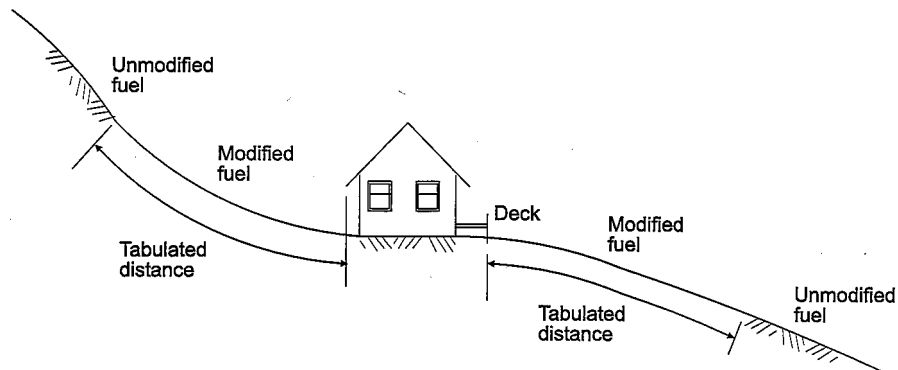 Unmodified
fuel
Modified
fuel
Deck
Modified
fuel
Tabulated
distance
Tabulated
distance
Unmodified
fuel